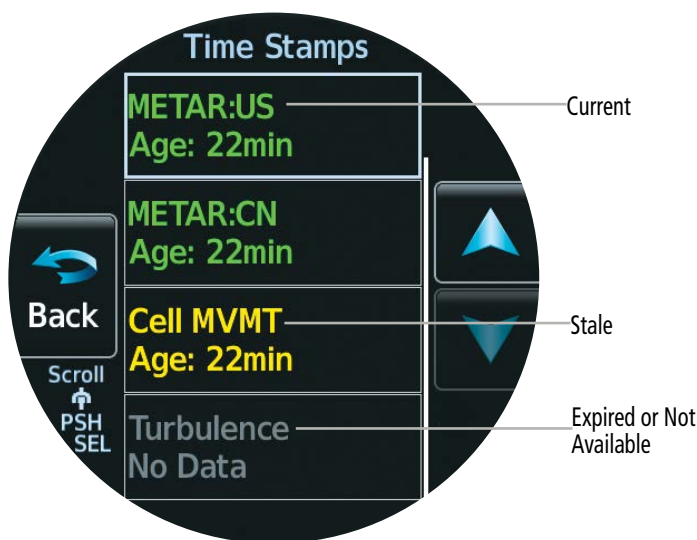 Time Stamps
METAR:US
Age: 22min
Current
METAR:CN
Age: 22min
Back
Cell MVMT
Age: 22min
Stale
Scroll
PSH
SEL
Turbulence
No Data
Expired or Not
Available